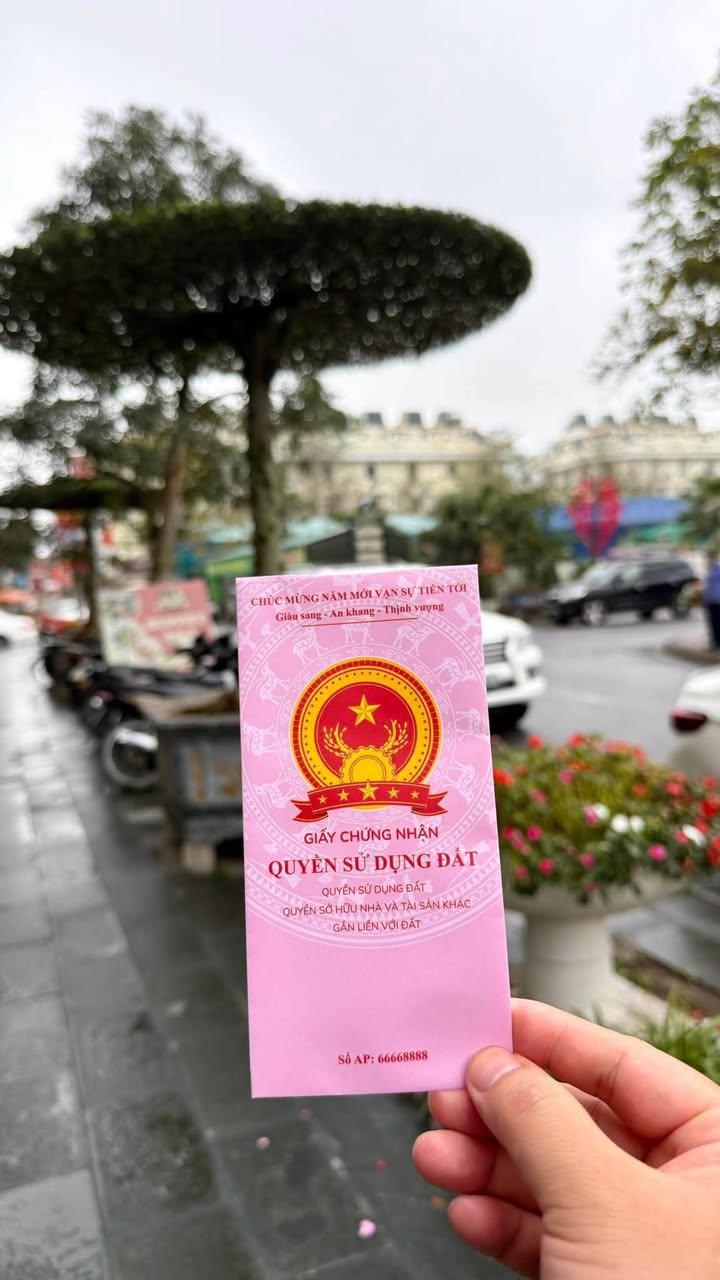 CHÚC MỪNG NĂM MỚI VẠN SỰ TIẾN TỚI
Giàu sang - An khang - Thịnh vượng
GIẤY CHỨNG NHẬN
QUYỀN SỬ DỤNG ĐẤT
QUYỀN SỬ DỤNG ĐẤT
QUYỀN SỞ HỮU NHÀ VÀ TÀI SẢN KHÁC
GẮN LIỀN VỚI ĐẤT
Số AP: 66668888